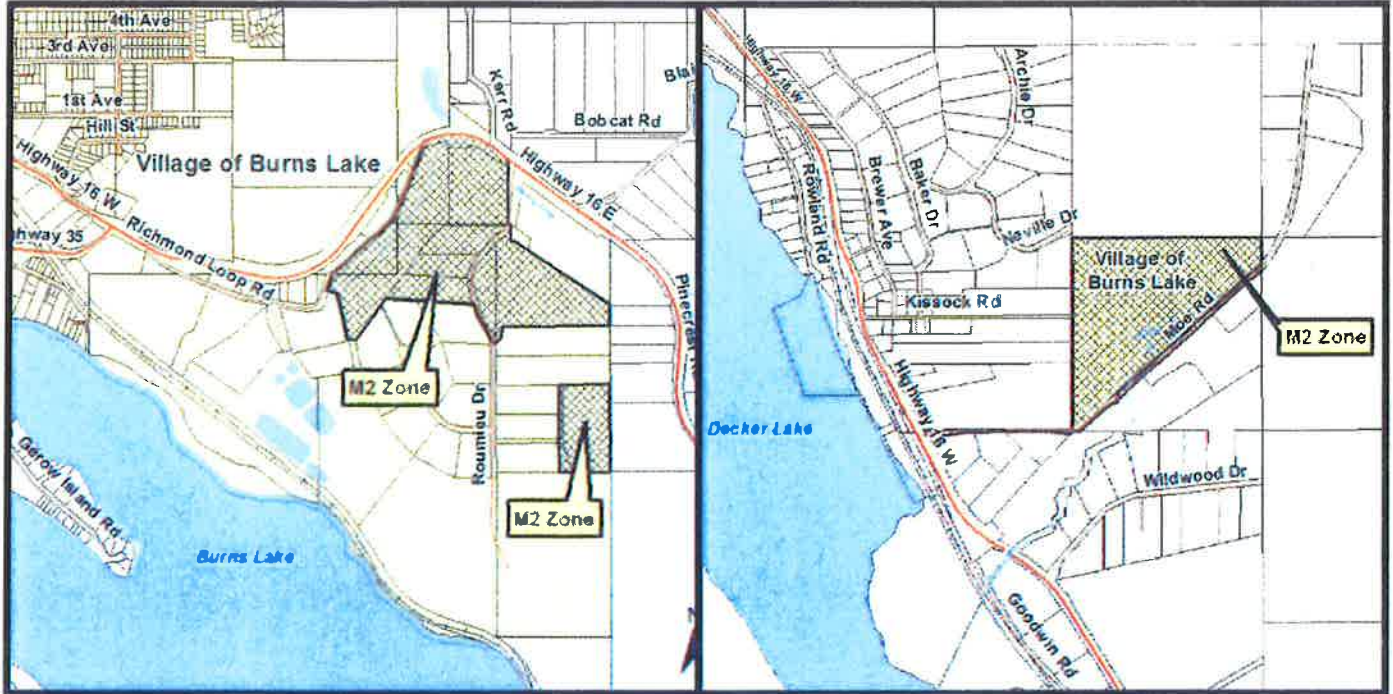 4th Ave
3rd Ave
1st Ave
Hill St
Village of Burns Lake
Highway 16 W
hway 35
Richmond Loop Rd
Kerr Rd
Blai
Bobcat Rd
Highway 16 E
Pinecrest
M2 Zone
Roumieu Dr
M2 Zone
Gerow Island Rd
Burns Lake
Highway 16 W
Archie Dr
Rowland Rd
Brewer Ave
Baker Dr
Neville Dr
Kissock Rd
Village of
Burns Lake
Moe Rd
M2 Zone
Decker Lake
Highway 16 W
Wildwood Dr
Goodwin Rd